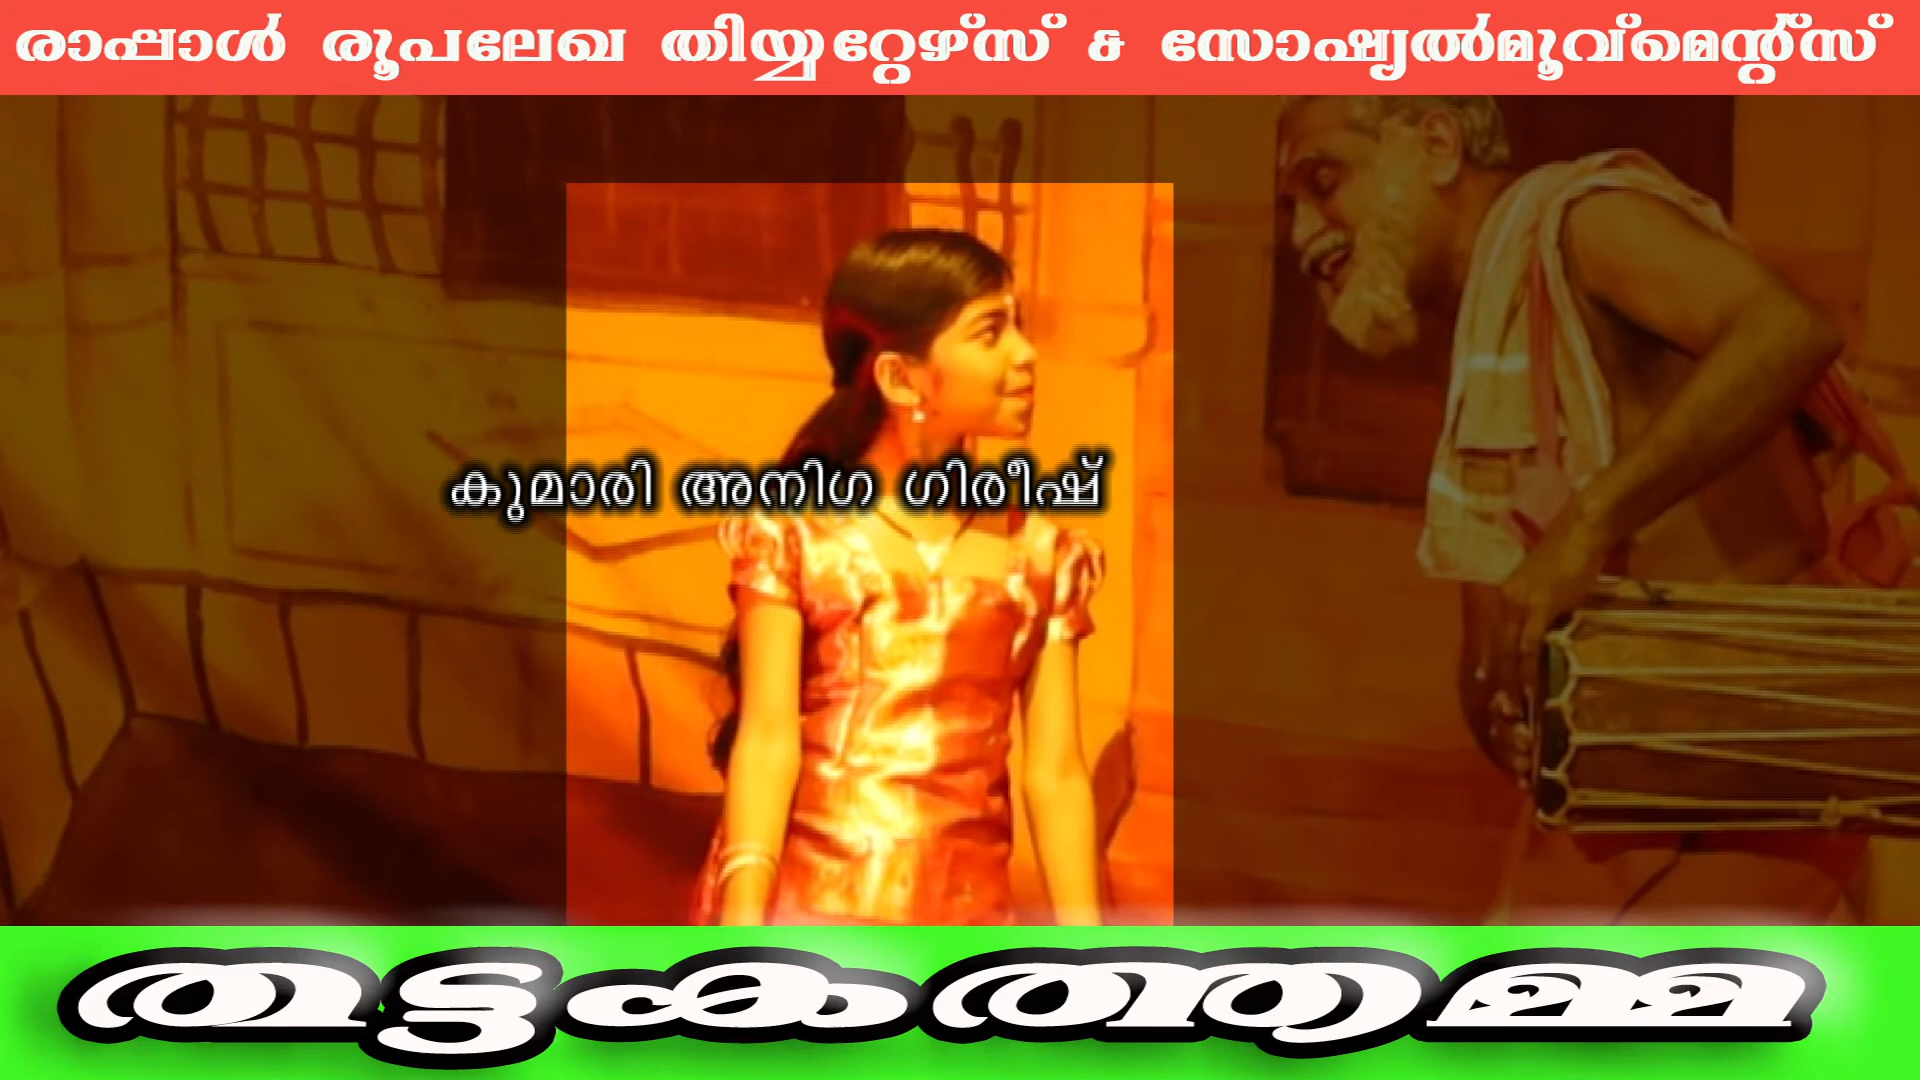 രാപ്പാൾ രൂപലേഖ തിയ്യറ്റേഴ്സ് & സോഷ്യൽമൂവ്മെന്റ്സ്
കുമാരി അനിഗ ഗിരീഷ്
തട്ടകത്തമ്മ